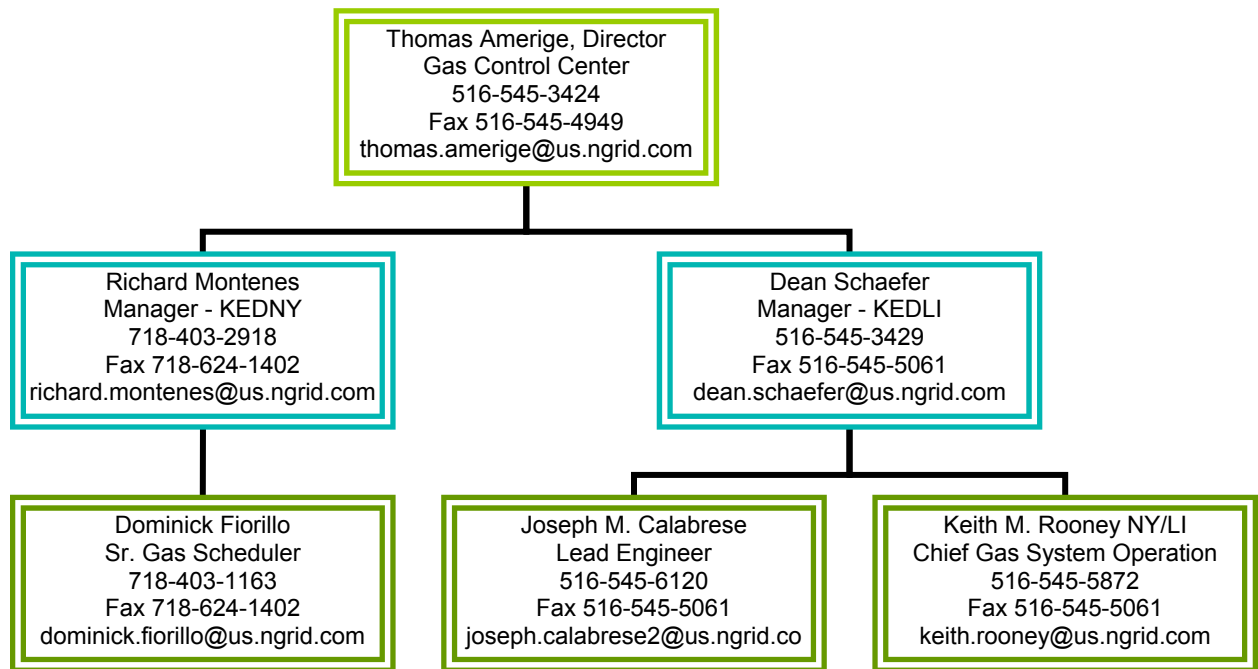 Thomas Amerige, Director
Gas Control Center
516-545-3424
Fax 516-545-4949
thomas.amerige@us.ngrid.com
Richard Montenes
Manager - KEDNY
718-403-2918
Fax 718-624-1402
richard.montenes@us.ngrid.com
Dean Schaefer
Manager - KEDLI
516-545-3429
Fax 516-545-5061
dean.schaefer@us.ngrid.com
Dominick Fiorillo
Sr. Gas Scheduler
718-403-1163
Fax 718-624-1402
dominick.fiorillo@us.ngrid.com
Joseph M. Calabrese
Lead Engineer
516-545-6120
Fax 516-545-5061
joseph.calabrese2@us.ngrid.co
Keith M. Rooney NY/LI
Chief Gas System Operation
516-545-5872
Fax 516-545-5061
keith.rooney@us.ngrid.com